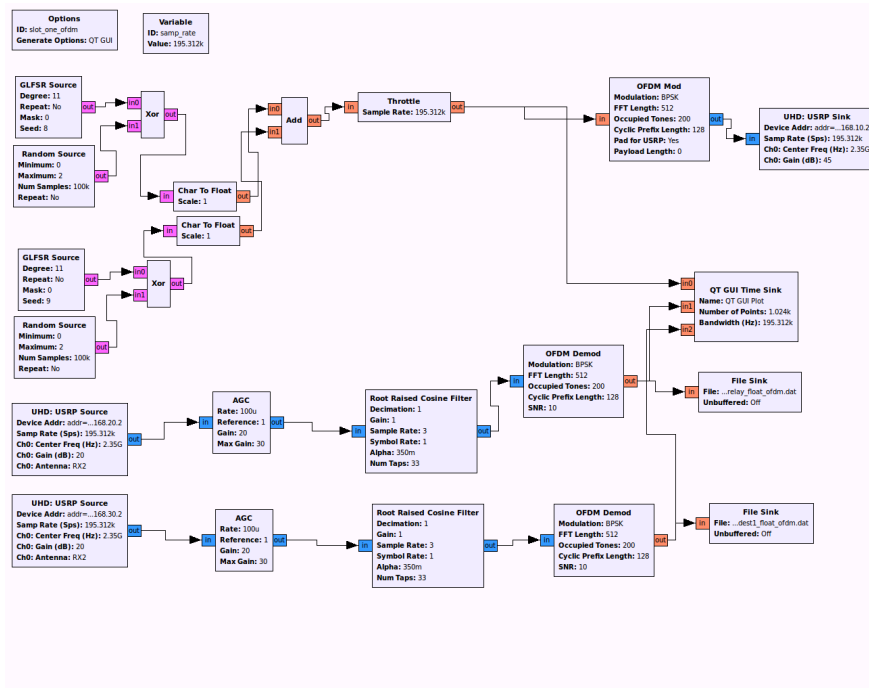 Options
ID: slot_one_ofdm
Generate Options: QT GUI
Variable
ID: samp_rate
Value: 195.312k
GLFSR Source
Degree: 11
Repeat: No
Mask: 0
Seed: 8
out
in0
in1
Xor
out
Random Source
Minimum: 0
Maximum: 2
Num Samples: 100k
Repeat: No
out
in
Char To Float
Scale: 1
out
in
Char To Float
Scale: 1
out
in0
in1
Add
out
in
Throttle
Sample Rate: 195.312k
out
in
OFDM Mod
Modulation: BPSK
FFT Length: 512
Occupied Tones: 200
Cyclic Prefix Length: 128
Pad for USRP: Yes
Payload Length: 0
out
in
UHD: USRP Sink
Device Addr: addr=...168.10.2
Samp Rate (Sps): 195.312k
Ch0: Center Freq (Hz): 2.35G
Ch0: Gain (dB): 45
GLFSR Source
Degree: 11
Repeat: No
Mask: 0
Seed: 9
out
in0
in1
Xor
out
Random Source
Minimum: 0
Maximum: 2
Num Samples: 100k
Repeat: No
out
in0
in1
in2
QT GUI Time Sink
Name: QT GUI Plot
Number of Points: 1.024k
Bandwidth (Hz): 195.312k
UHD: USRP Source
Device Addr: addr=...168.20.2
Samp Rate (Sps): 195.312k
Ch0: Center Freq (Hz): 2.35G
Ch0: Gain (dB): 20
Ch0: Antenna: RX2
out
in
AGC
Rate: 100u
Reference: 1
Gain: 20
Max Gain: 30
out
in
Root Raised Cosine Filter
Decimation: 1
Gain: 1
Sample Rate: 3
Symbol Rate: 1
Alpha: 350m
Num Taps: 33
out
in
OFDM Demod
Modulation: BPSK
FFT Length: 512
Occupied Tones: 200
Cyclic Prefix Length: 128
SNR: 10
out
in
File Sink
File: ...relay_float_ofdm.dat
Unbuffered: Off
UHD: USRP Source
Device Addr: addr=...168.30.2
Samp Rate (Sps): 195.312k
Ch0: Center Freq (Hz): 2.35G
Ch0: Gain (dB): 20
Ch0: Antenna: RX2
out
in
AGC
Rate: 100u
Reference: 1
Gain: 20
Max Gain: 30
out
in
Root Raised Cosine Filter
Decimation: 1
Gain: 1
Sample Rate: 3
Symbol Rate: 1
Alpha: 350m
Num Taps: 33
out
in
OFDM Demod
Modulation: BPSK
FFT Length: 512
Occupied Tones: 200
Cyclic Prefix Length: 128
SNR: 10
out
in
File Sink
File: ...dest1_float_ofdm.dat
Unbuffered: Off